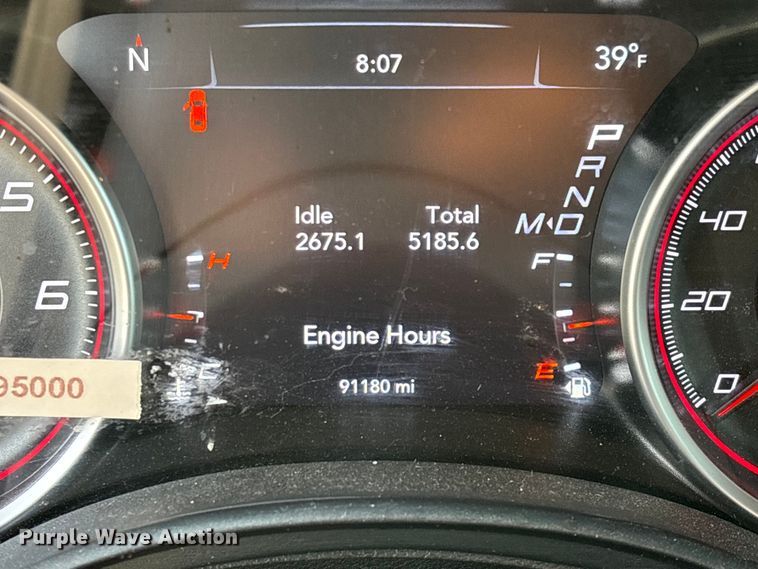 N
8:07
39°F
P
R
N
M◂D
Idle Total
2675.1 5185.6
H
F
Engine Hours
C
E
91180 mi
5
6
95000
40
20
0
Purple Wave Auction®